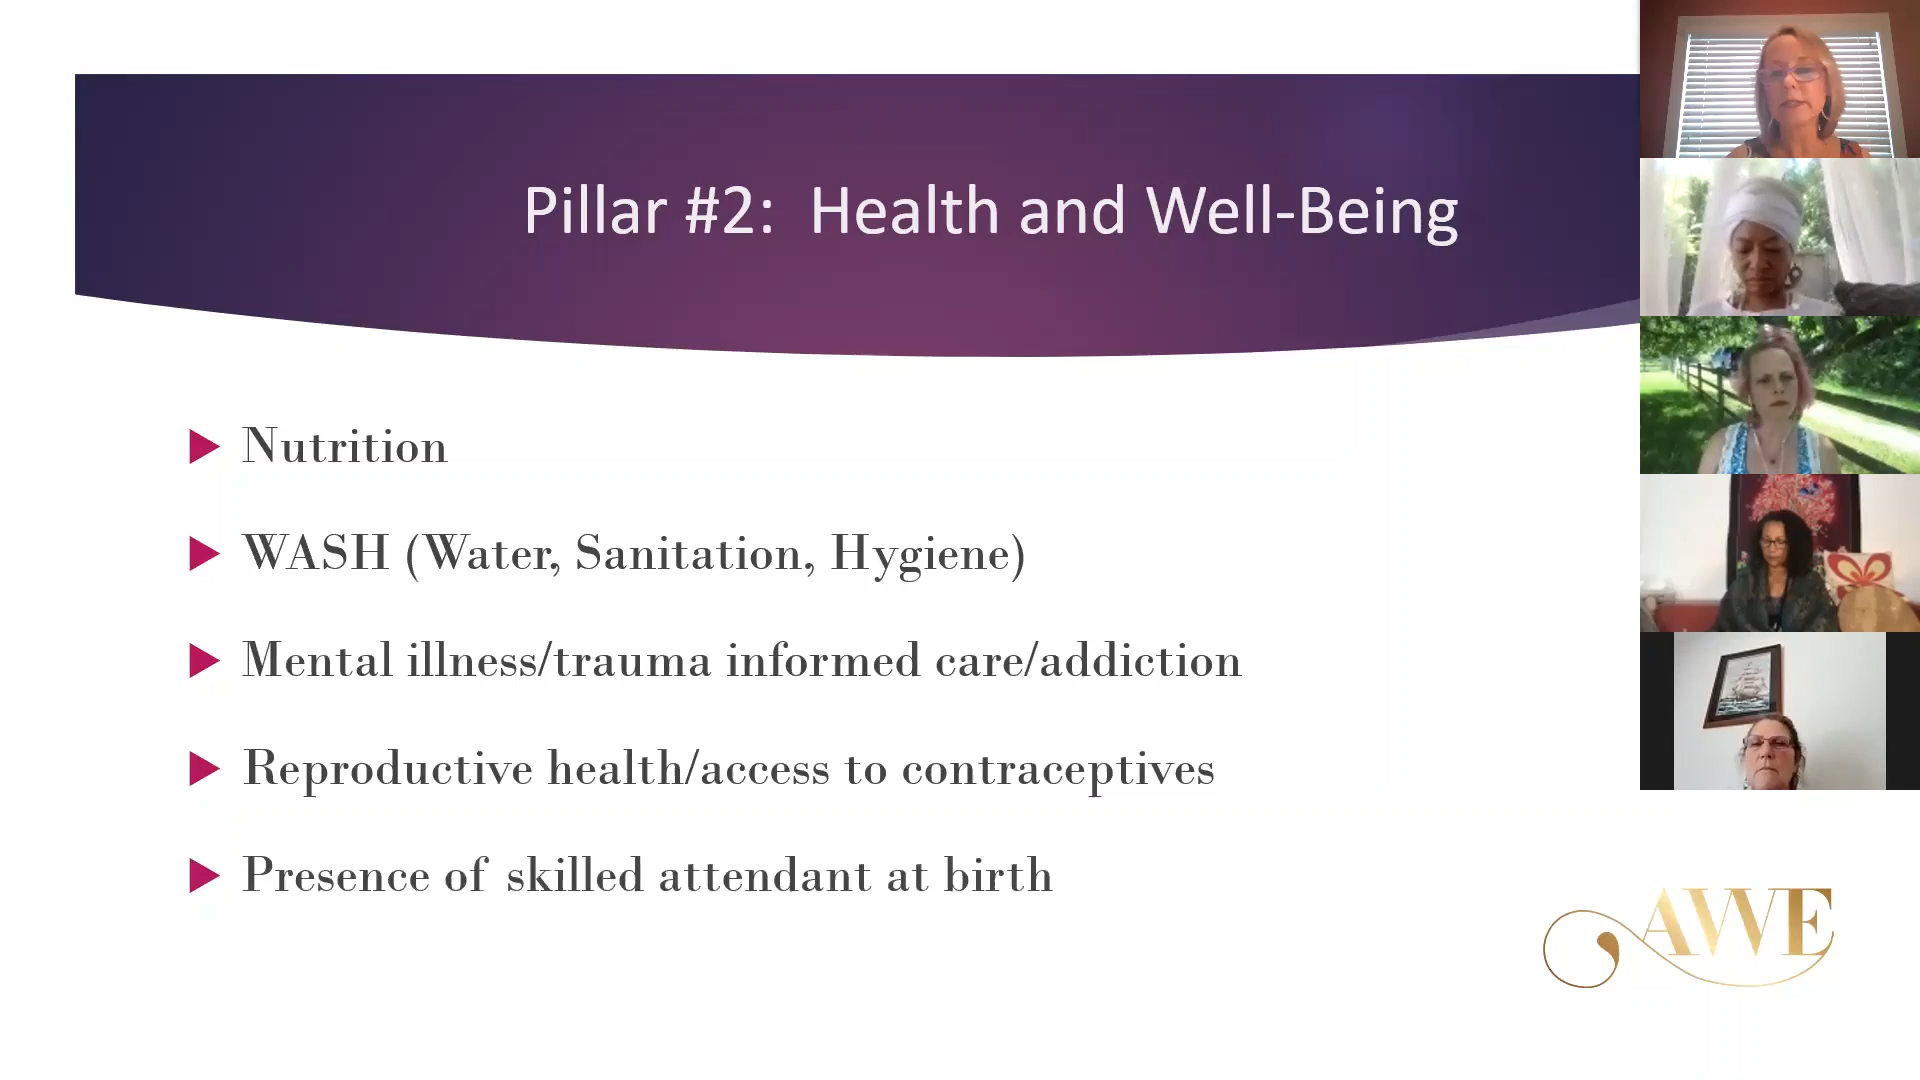 Pillar #2: Health and Well-Being
Nutrition
WASH (Water, Sanitation, Hygiene)
Mental illness/trauma informed care/addiction
Reproductive health/access to contraceptives
Presence of skilled attendant at birth
AWE